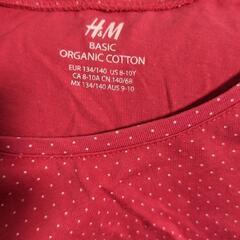 H&M
BASIC
ORGANIC COTTON
EUR 134/140 US 8-10Y
CA 8-10A CN 140/68
MX 134/140 AUS 9-10